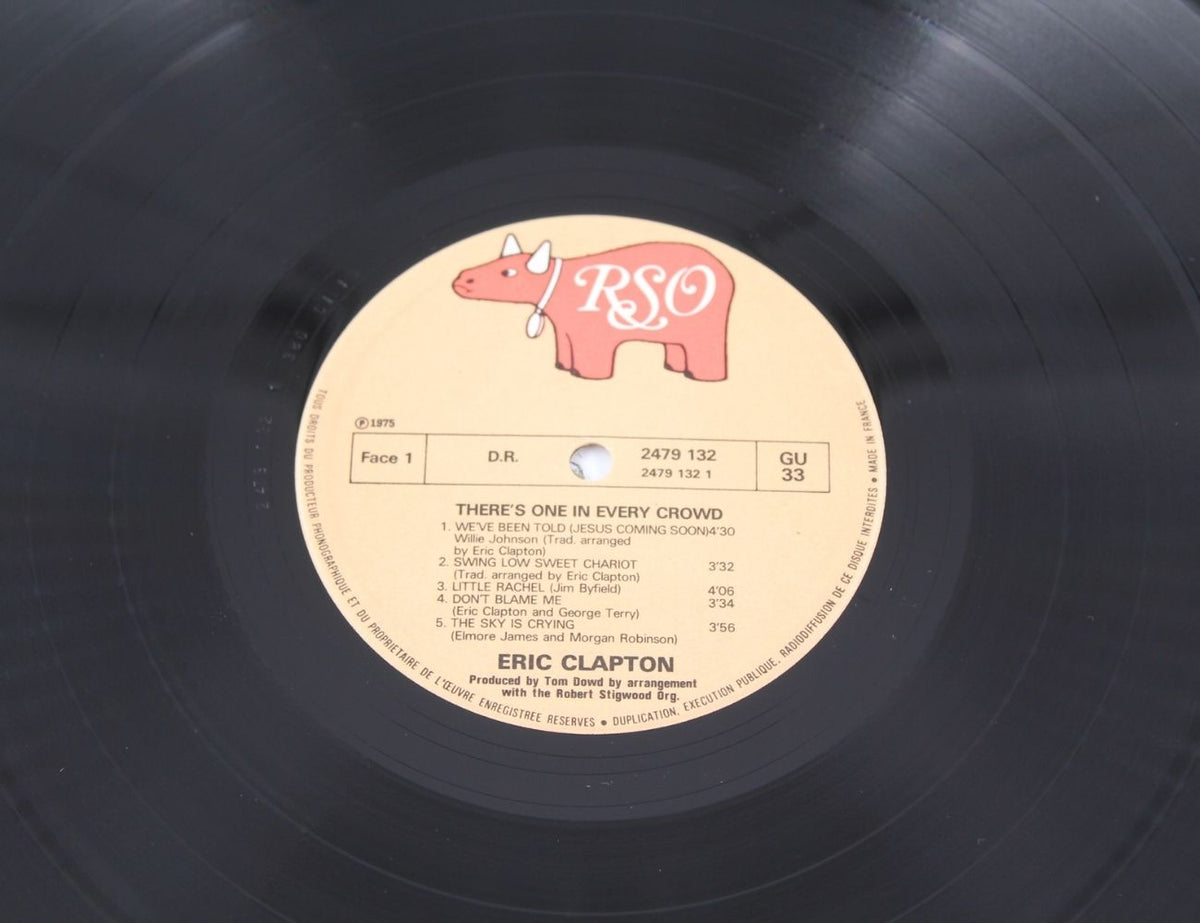 RSO
℗1975
Face 1
D.R.
2479 132
2479 132 1
GU
33
THERE'S ONE IN EVERY CROWD
1. WE'VE BEEN TOLD (JESUS COMING SOON)4'30
Willie Johnson (Trad. arranged
by Eric Clapton)
2. SWING LOW SWEET CHARIOT 3'32
(Trad. arranged by Eric Clapton)
3. LITTLE RACHEL (Jim Byfield) 4'06
4. DON'T BLAME ME 3'34
(Eric Clapton and George Terry)
5. THE SKY IS CRYING 3'56
(Elmore James and Morgan Robinson)
ERIC CLAPTON
Produced by Tom Dowd by arrangement
with the Robert Stigwood Org.
TOUS DROITS DU PRODUCTEUR PHONOGRAPHIQUE ET DU PROPRIETAIRE DE L'ŒUVRE ENREGISTREE RESERVES ● DUPLICATION, EXECUTION PUBLIQUE, RADIODIFFUSION DE CE DISQUE INTERDITES ● MADE IN FRANCE